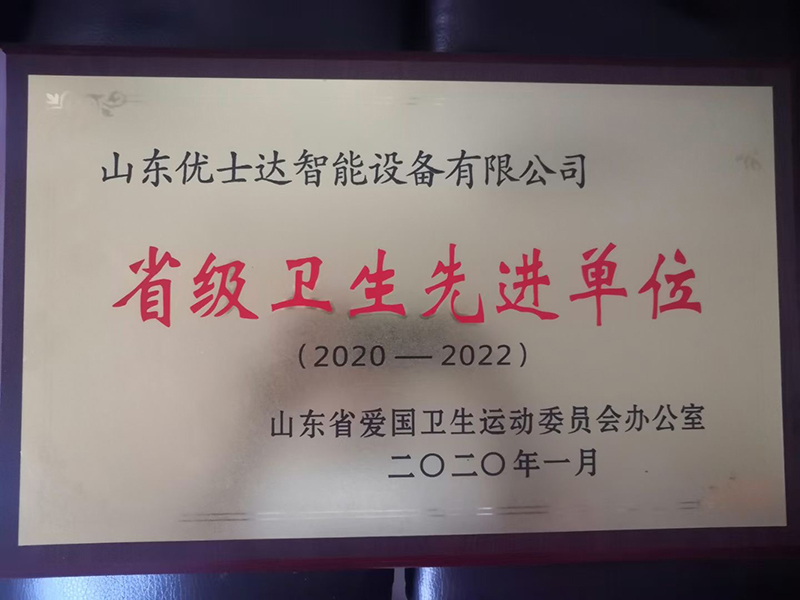 山东优士达智能设备有限公司
省级卫生先进单位
（2020 — 2022）
山东省爱国卫生运动委员会办公室
二〇二〇年一月